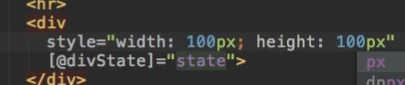 <hr>
<div
style="width: 100px; height: 100px"
[@divState]="state">
px
</div>